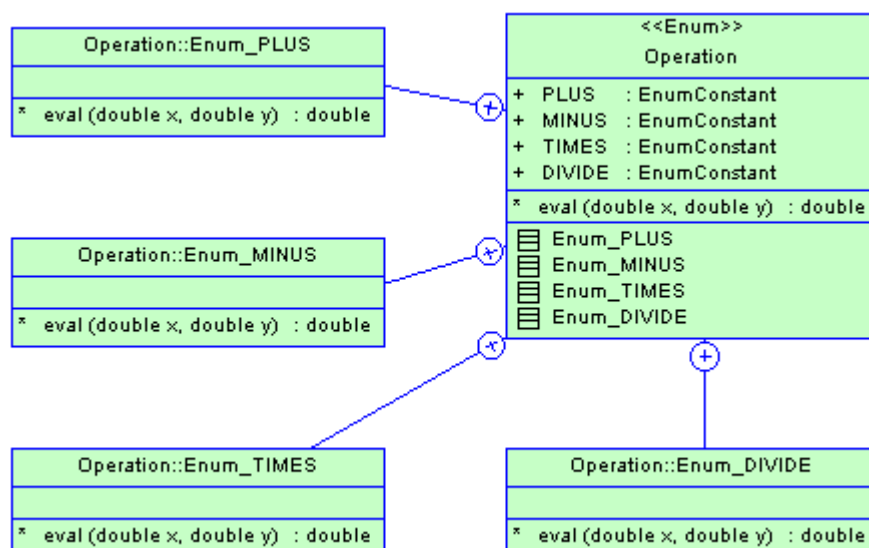 Operation::Enum_PLUS
* eval (double x, double y) : double
<<Enum>>
Operation
+ PLUS : EnumConstant
+ MINUS : EnumConstant
+ TIMES : EnumConstant
+ DIVIDE : EnumConstant
* eval (double x, double y) : double
Enum_PLUS
Enum_MINUS
Enum_TIMES
Enum_DIVIDE
Operation::Enum_MINUS
* eval (double x, double y) : double
Operation::Enum_TIMES
* eval (double x, double y) : double
Operation::Enum_DIVIDE
* eval (double x, double y) : double